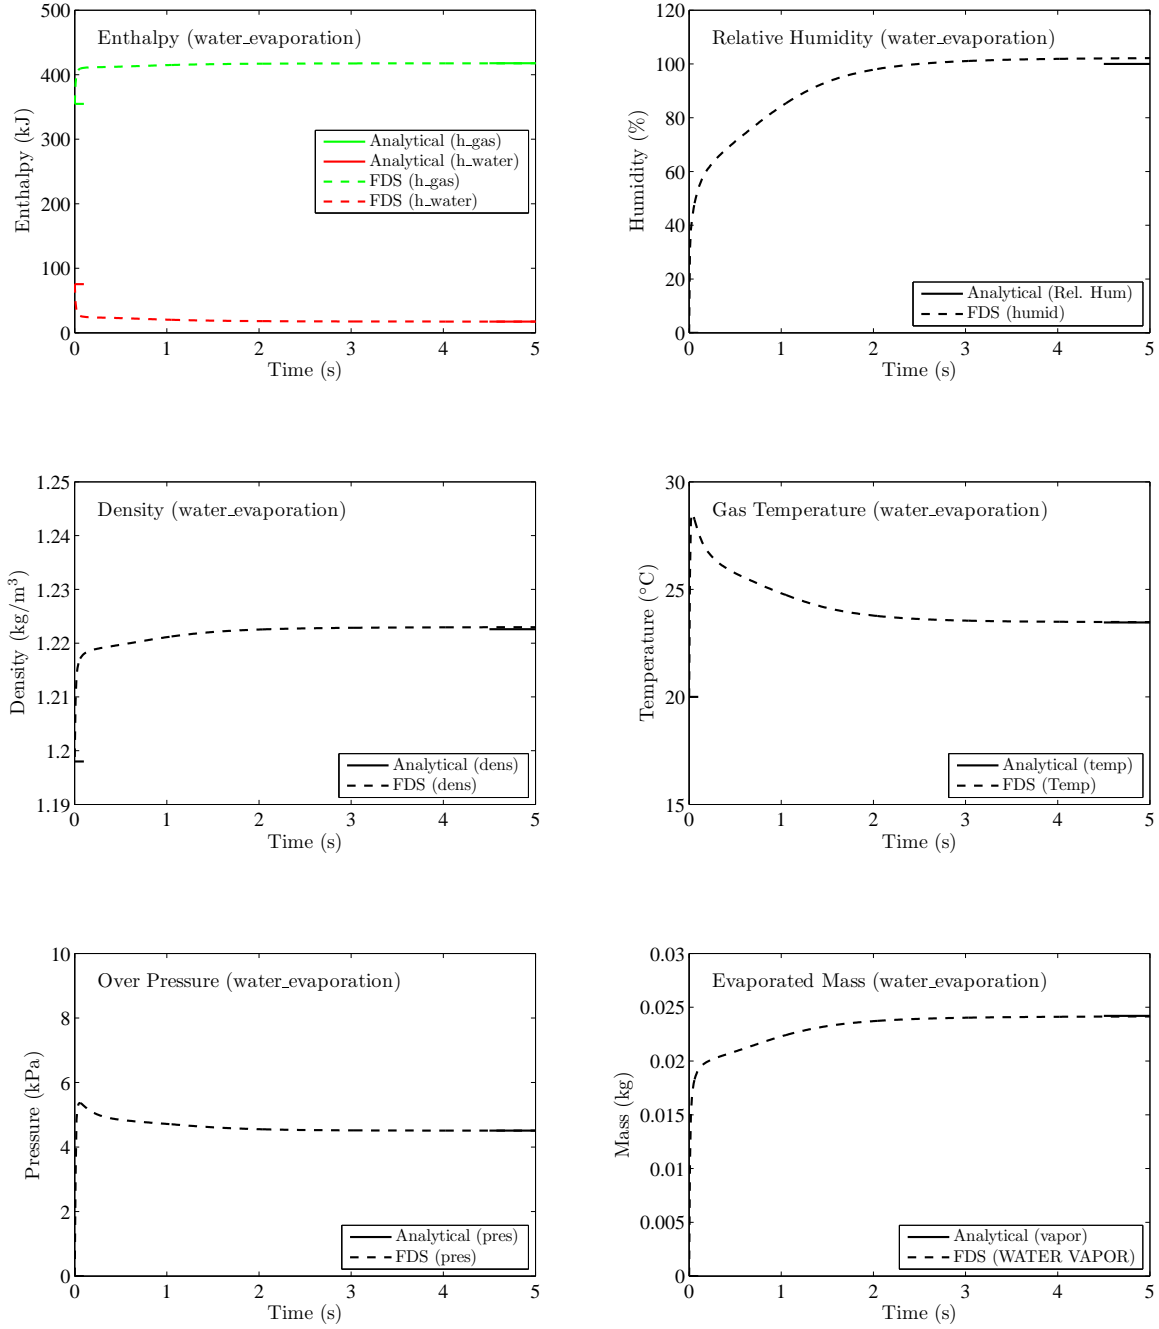 Enthalpy (water_evaporation)
500
400
300
200
100
0
Enthalpy (kJ)
Analytical (h_gas)
Analytical (h_water)
FDS (h_gas)
FDS (h_water)
0 1 2 3 4 5
Time (s)
Relative Humidity (water_evaporation)
120
100
80
60
40
20
0
Humidity (%)
Analytical (Rel. Hum)
FDS (humid)
0 1 2 3 4 5
Time (s)
Density (water_evaporation)
1.25
1.24
1.23
1.22
1.21
1.2
1.19
Density (kg/m³)
Analytical (dens)
FDS (dens)
0 1 2 3 4 5
Time (s)
Gas Temperature (water_evaporation)
30
25
20
15
Temperature (°C)
Analytical (temp)
FDS (Temp)
0 1 2 3 4 5
Time (s)
Over Pressure (water_evaporation)
10
8
6
4
2
0
Pressure (kPa)
Analytical (pres)
FDS (pres)
0 1 2 3 4 5
Time (s)
Evaporated Mass (water_evaporation)
0.03
0.025
0.02
0.015
0.01
0.005
0
Mass (kg)
Analytical (vapor)
FDS (WATER VAPOR)
0 1 2 3 4 5
Time (s)